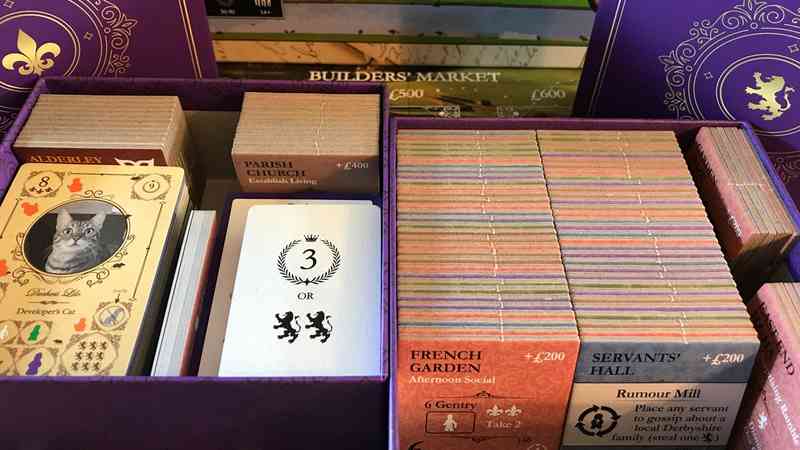 BUILDERS' MARKET
£500
£600
ALDERLEY
PARISH
CHURCH
+£400
Establish Living
8
9
Duchess Lily
Developer's Cat
3
OR
FRENCH
GARDEN
+£200
Afternoon Social
6 Gentry
Take 2
SERVANTS'
HALL
+£200
Rumour Mill
Place any servant
to gossip about a
local Derbyshire
family (steal one